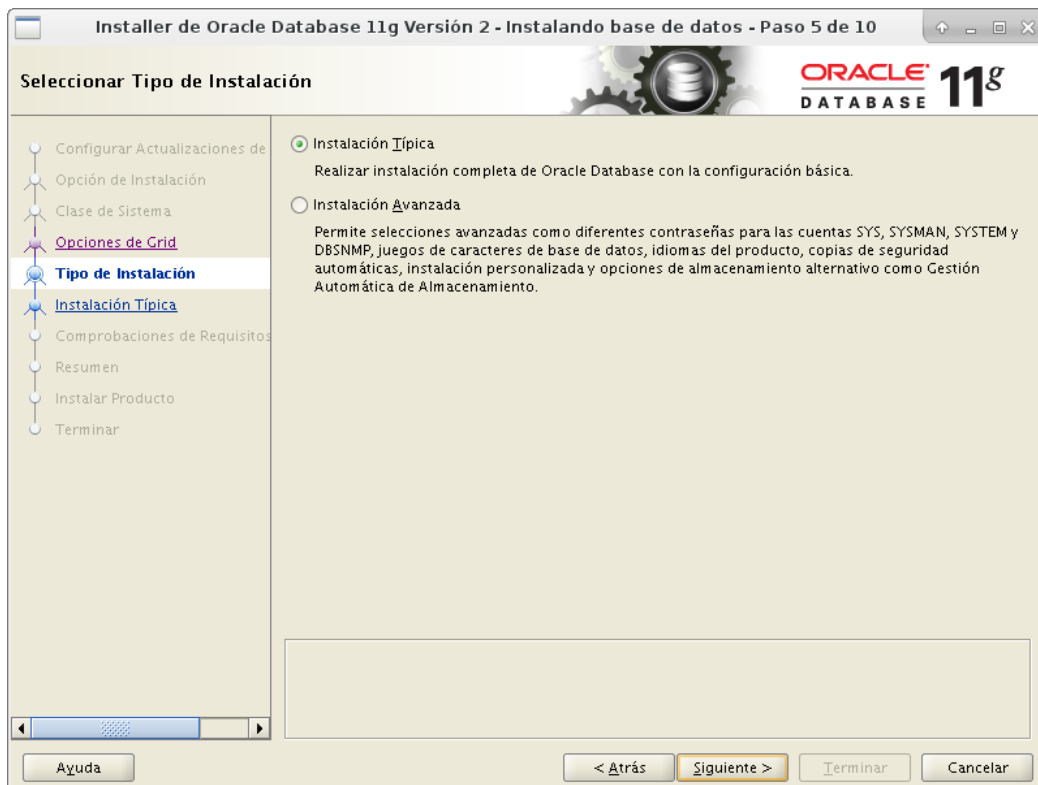 Installer de Oracle Database 11g Versión 2 - Instalando base de datos - Paso 5 de 10
Seleccionar Tipo de Instalación
ORACLE
DATABASE
11g
Configurar Actualizaciones de
Opción de Instalación
Clase de Sistema
Opciones de Grid
Tipo de Instalación
Instalación Típica
Comprobaciones de Requisitos
Resumen
Instalar Producto
Terminar
Instalación Típica
Realizar instalación completa de Oracle Database con la configuración básica.
Instalación Avanzada
Permite selecciones avanzadas como diferentes contraseñas para las cuentas SYS, SYSMAN, SYSTEM y
DBSNMP, juegos de caracteres de base de datos, idiomas del producto, copias de seguridad
automáticas, instalación personalizada y opciones de almacenamiento alternativo como Gestión
Automática de Almacenamiento.
Ayuda
< Atrás
Siguiente >
Terminar
Cancelar